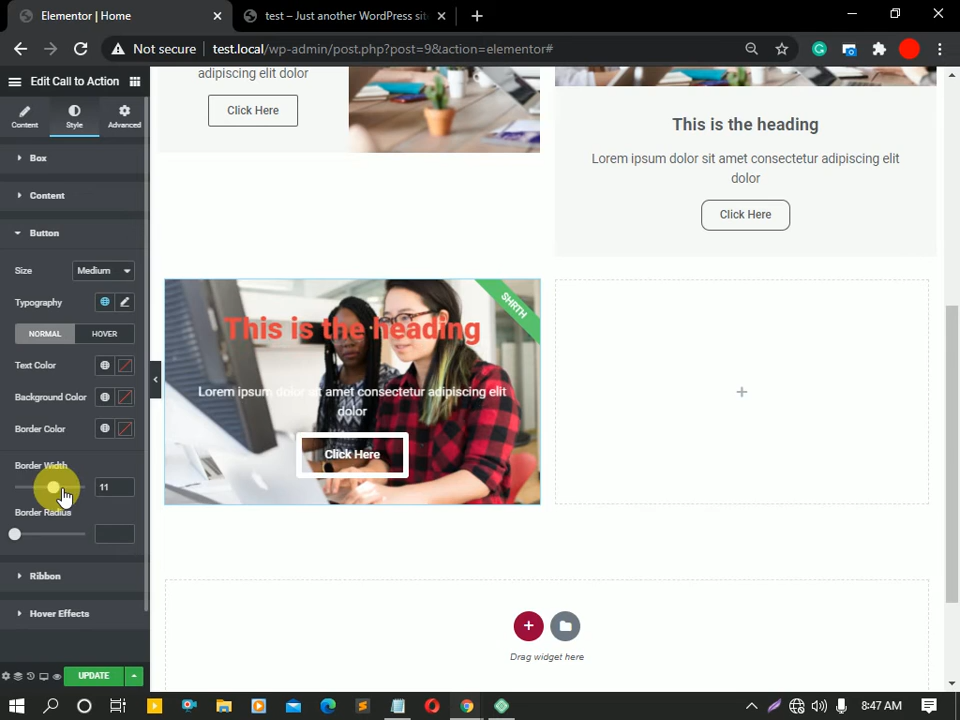 Elementor | Home
test – Just another WordPress sit
Not secure
test.local/wp-admin/post.php?post=9&action=elementor#
Edit Call to Action
Content
Style
Advanced
Box
Content
Button
Size
Medium
Typography
NORMAL
HOVER
Text Color
Background Color
Border Color
Border Width
11
Border Radius
Ribbon
Hover Effects
UPDATE
adipiscing elit dolor
Click Here
This is the heading
Lorem ipsum dolor sit amet consectetur adipiscing elit
dolor
Click Here
SHRTH
This is the heading
Lorem ipsum dolor sit amet consectetur adipiscing elit
dolor
Click Here
Drag widget here
8:47 AM